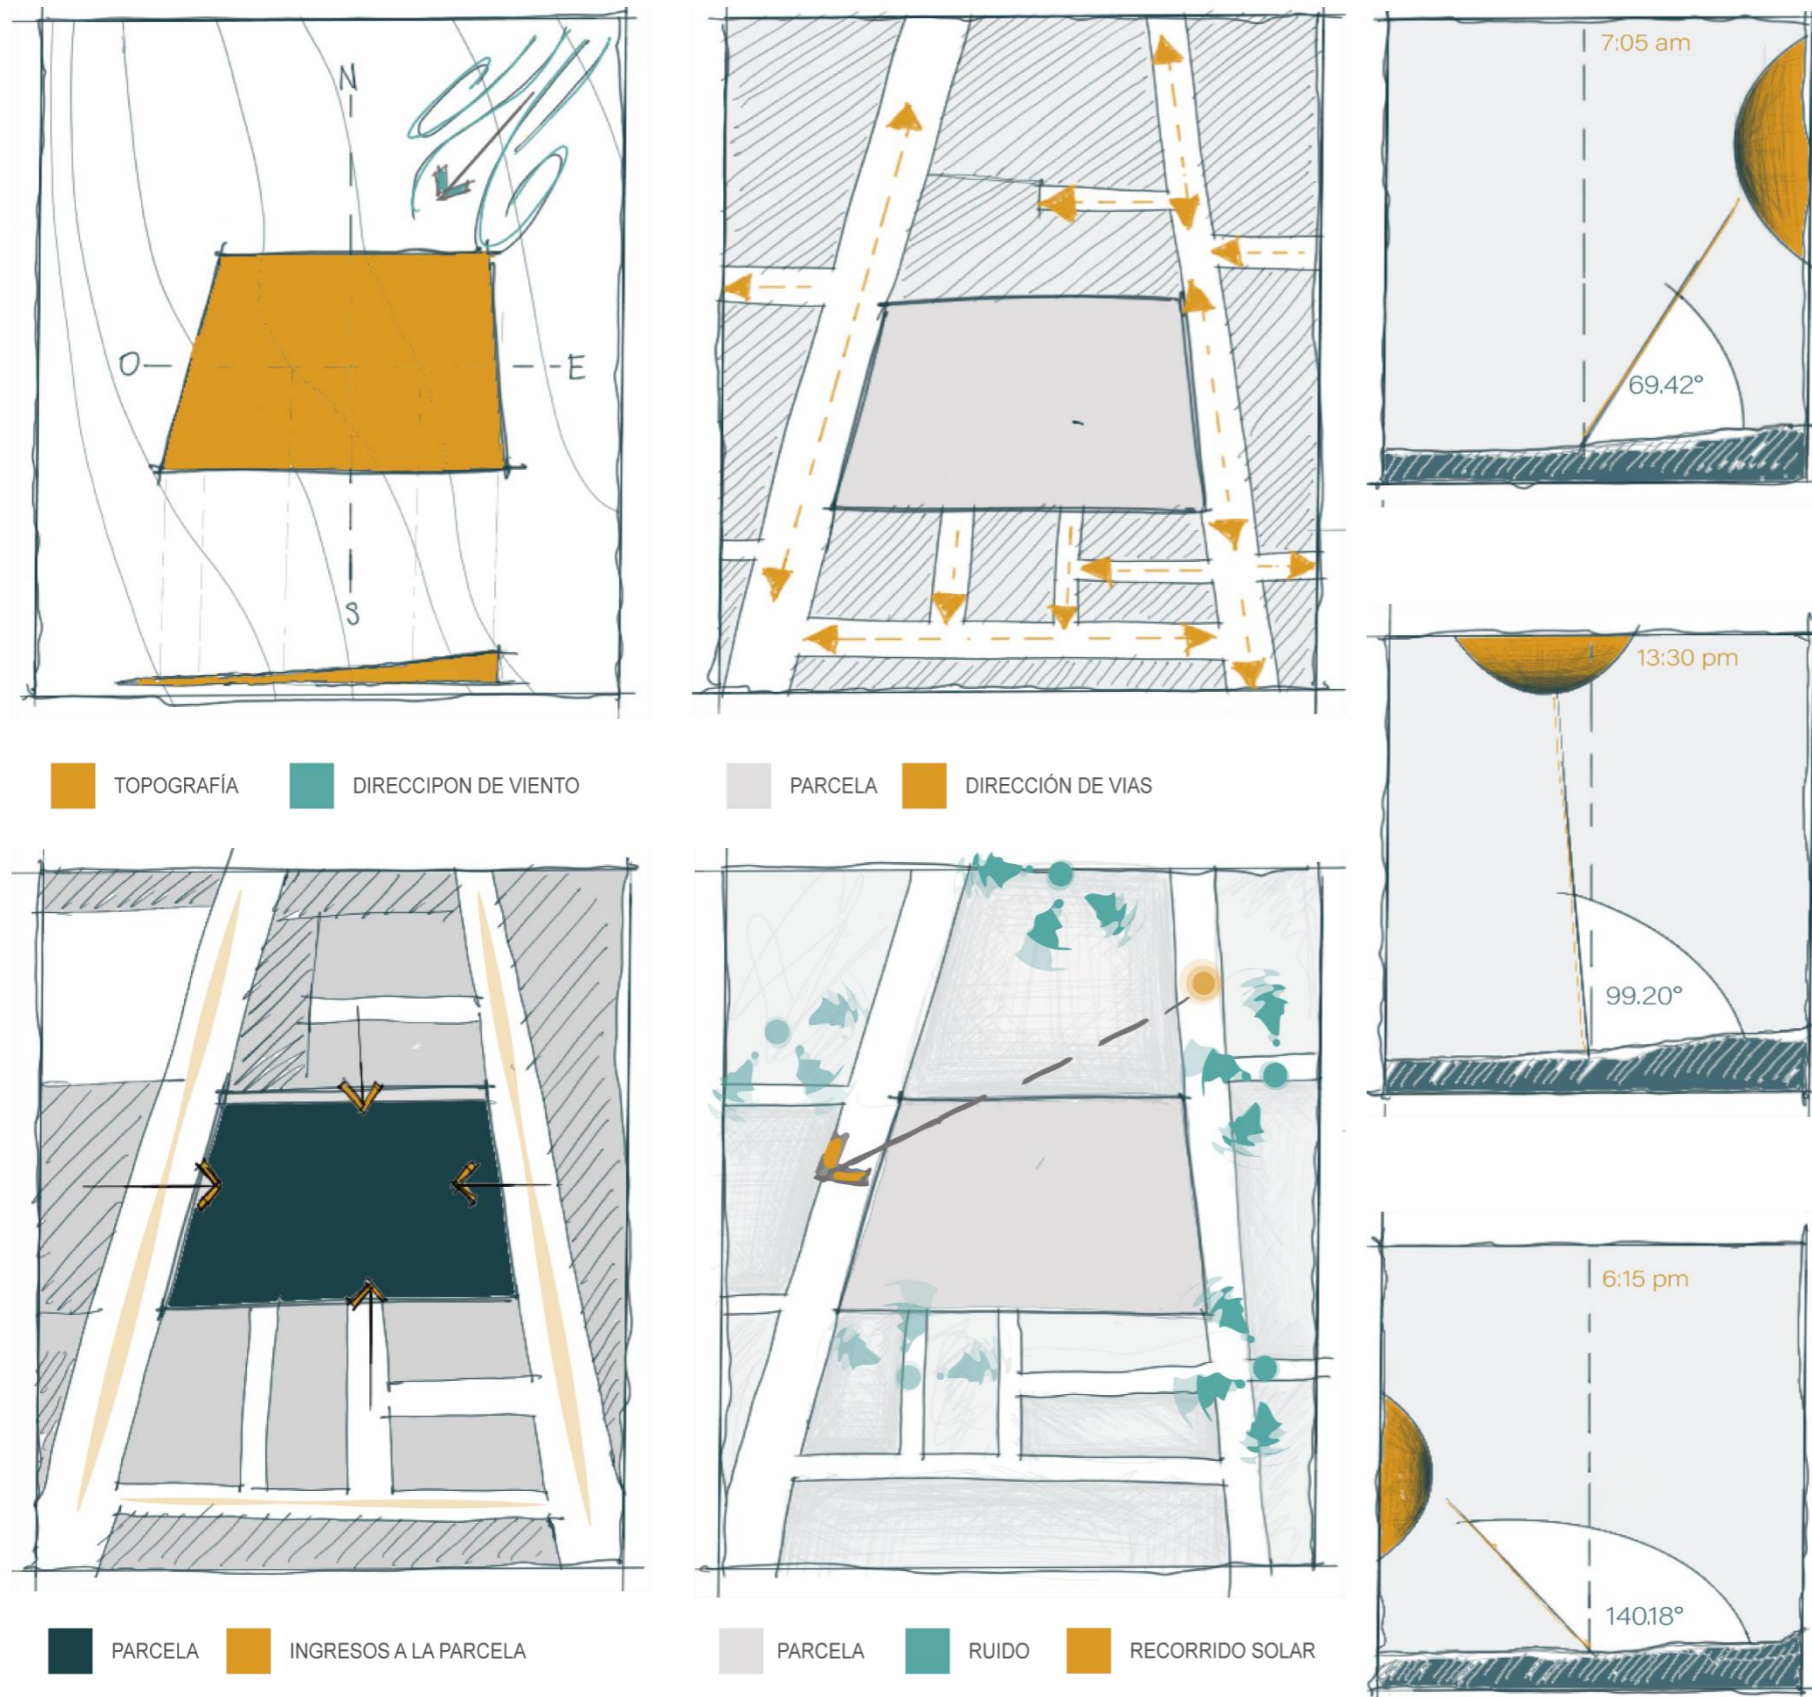 N
O
E
S
TOPOGRAFÍA
DIRECCIPON DE VIENTO
PARCELA
DIRECCIÓN DE VIAS
7:05 am
69.42°
13:30 pm
99.20°
PARCELA
INGRESOS A LA PARCELA
PARCELA
RUIDO
RECORRIDO SOLAR
6:15 pm
140.18°